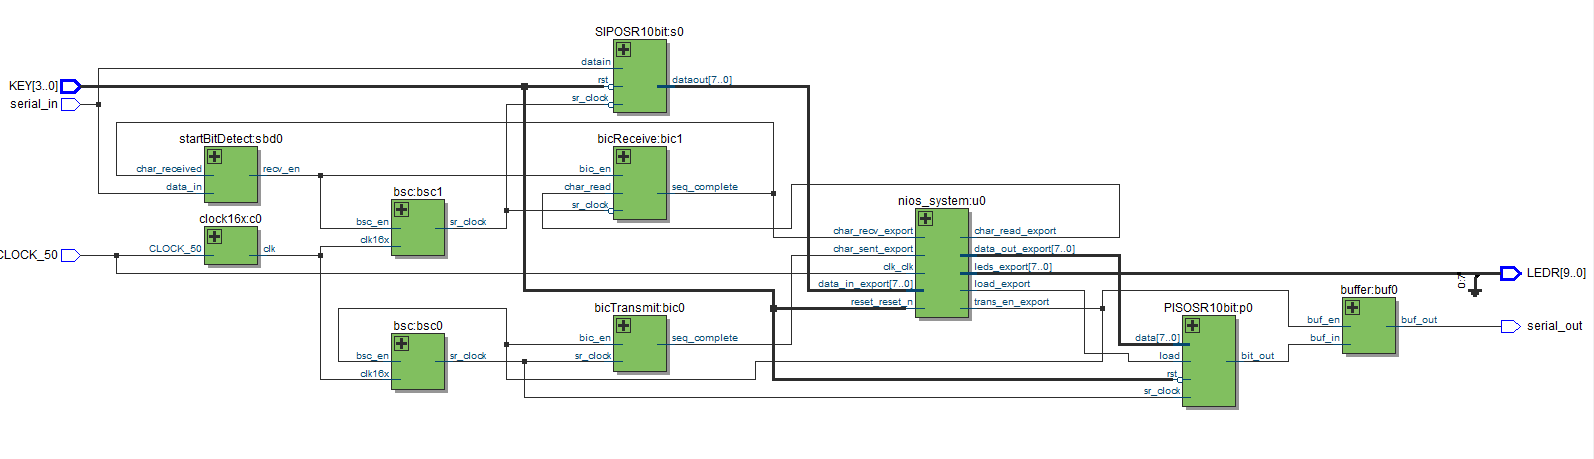 SIPOSR10bit:s0
datain
KEY[3..0]
rst
dataout[7..0]
serial_in
sr_clock
startBitDetect:sbd0
bicReceive:bic1
char_received
recv_en
bic_en
data_in
bsc:bsc1
char_read
seq_complete
nios_system:u0
clock16x:c0
sr_clock
bsc_en
sr_clock
char_recv_export
char_read_export
CLOCK_50
CLOCK_50
clk
clk16x
char_sent_export
data_out_export[7..0]
clk_clk
leds_export[7..0]
LEDR[9..0]
data_in_export[7..0]
load_export
buffer:buf0
reset_reset_n
trans_en_export
bicTransmit:bic0
PISOSR10bit:p0
bsc:bsc0
buf_en
buf_out
serial_out
bic_en
seq_complete
data[7..0]
buf_in
bsc_en
sr_clock
sr_clock
load
bit_out
clk16x
rst
sr_clock